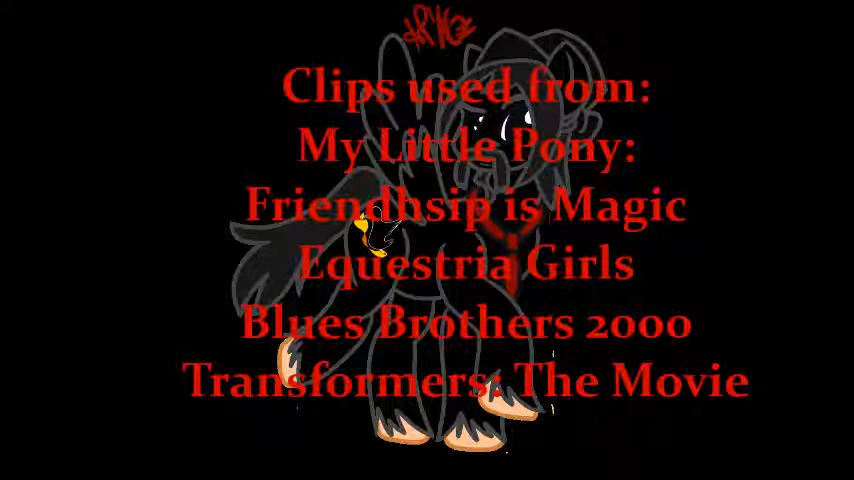 Clips used from:
My Little Pony:
Friendhsip is Magic
Equestria Girls
Blues Brothers 2000
Transformers: The Movie